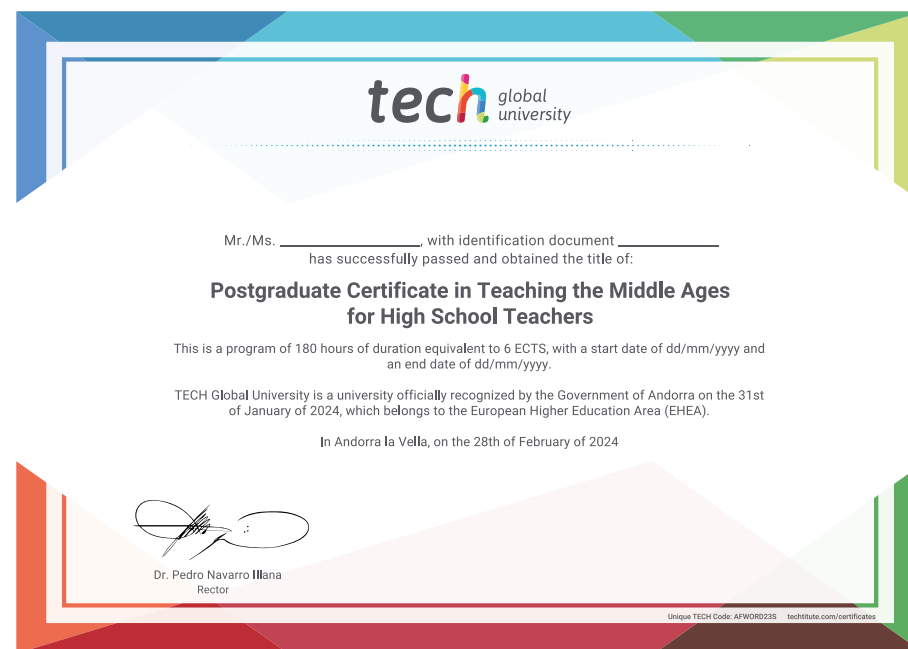 tech global university
Mr./Ms. ____________________, with identification document ______________
has successfully passed and obtained the title of:
Postgraduate Certificate in Teaching the Middle Ages
for High School Teachers
This is a program of 180 hours of duration equivalent to 6 ECTS, with a start date of dd/mm/yyyy and
an end date of dd/mm/yyyy.
TECH Global University is a university officially recognized by the Government of Andorra on the 31st
of January of 2024, which belongs to the European Higher Education Area (EHEA).
In Andorra la Vella, on the 28th of February of 2024
Dr. Pedro Navarro Illana
Rector
Unique TECH Code: AFWORD23S techtitute.com/certificates